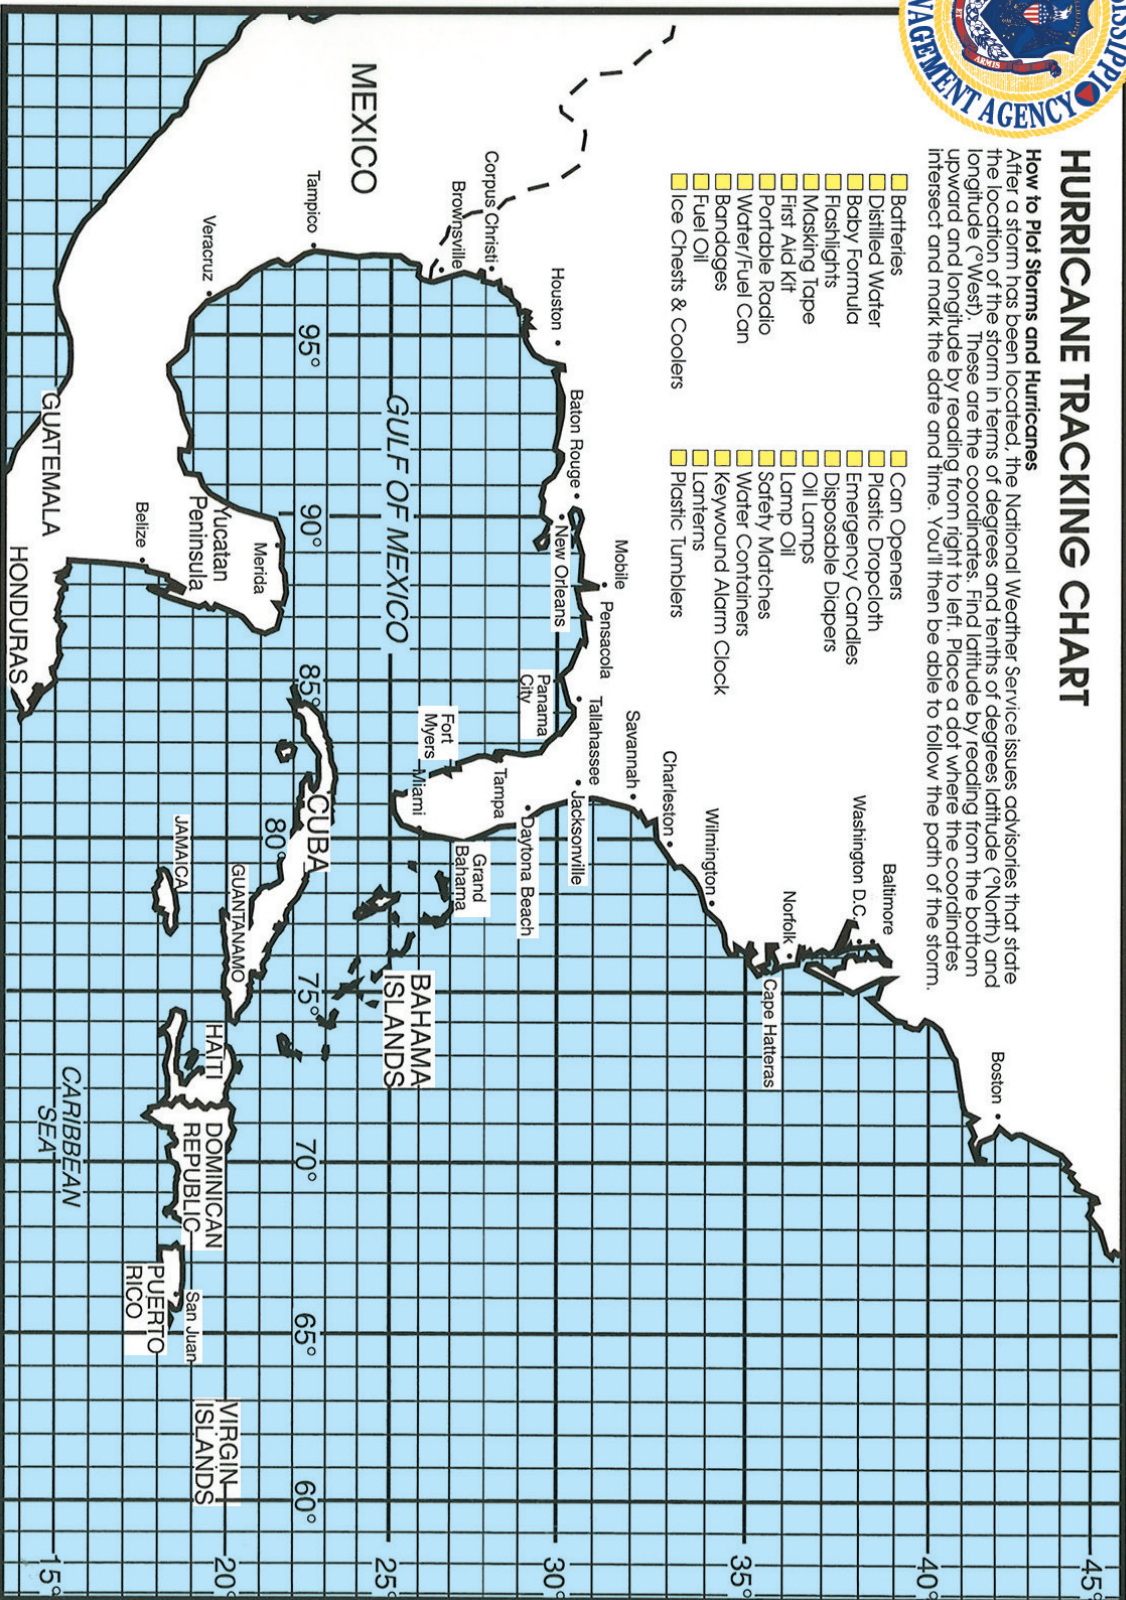 SSIPPI
NAGEMENT AGENCY
ET
ARMIS
HURRICANE TRACKING CHART
How to Plot Storms and Hurricanes
After a storm has been located, the National Weather Service issues advisories that state
the location of the storm in terms of degrees and tenths of degrees latitude (°North) and
longitude (°West). These are the coordinates. Find latitude by reading from the bottom
upward and longitude by reading from right to left. Place a dot where the coordinates
intersect and mark the date and time. You'll then be able to follow the path of the storm.
Batteries
Distilled Water
Baby Formula
Flashlights
Masking Tape
First Aid Kit
Portable Radio
Water/Fuel Can
Bandages
Fuel Oil
Ice Chests & Coolers
Can Openers
Plastic Dropcloth
Emergency Candles
Disposable Diapers
Oil Lamps
Lamp Oil
Safety Matches
Water Containers
Keywound Alarm Clock
Lanterns
Plastic Tumblers
45°
40°
35°
30°
25°
20°
15°
Boston
Baltimore
Washington D.C.
Norfolk
Cape Hatteras
Wilmington
Charleston
Savannah
Mobile
Pensacola
Tallahassee
Jacksonville
Baton Rouge
New Orleans
Houston
Panama
City
Daytona Beach
Corpus Christi
Tampa
Brownsville
Fort
Myers
Grand
Bahama
Miami
BAHAMA
ISLANDS
GULF OF MEXICO
MEXICO
Tampico
95°
90°
85°
80°
75°
70°
65°
60°
CUBA
Merida
Veracruz
Yucatan
Peninsula
GUANTANAMO
HAITI
DOMINICAN
REPUBLIC
VIRGIN
ISLANDS
San Juan
PUERTO
RICO
JAMAICA
Belize
CARIBBEAN
SEA
GUATEMALA
HONDURAS